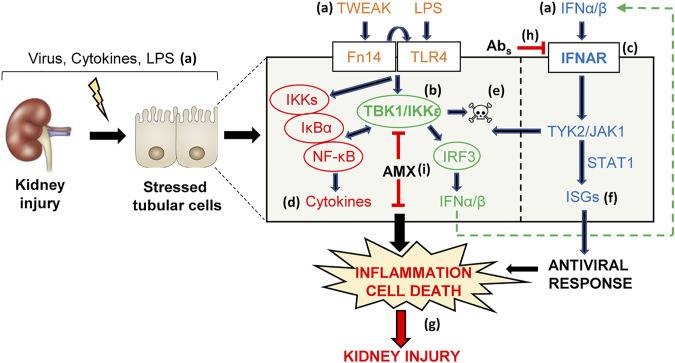 (a) TWEAK LPS
(a) IFNα/β
Virus, Cytokines, LPS (a)
Fn14 TLR4
Abs (h)
IFNAR (c)
IKKs
(b)
TBK1/IKKε
(e)
IκBα
NF-κB
AMX (i)
IRF3
TYK2/JAK1
STAT1
(d) Cytokines
IFNα/β
ISGs (f)
Kidney
injury
Stressed
tubular cells
INFLAMMATION
CELL DEATH
ANTIVIRAL
RESPONSE
(g)
KIDNEY INJURY